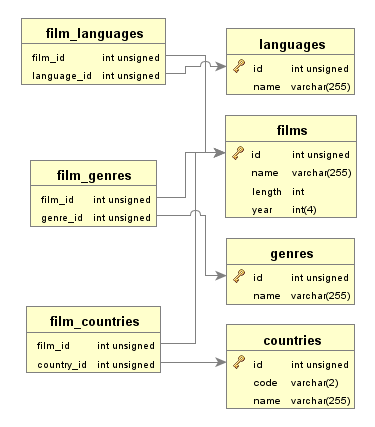 film_languages
film_id int unsigned
language_id int unsigned
languages
id int unsigned
name varchar(255)
films
id int unsigned
name varchar(255)
length int
year int(4)
film_genres
film_id int unsigned
genre_id int unsigned
genres
id int unsigned
name varchar(255)
film_countries
film_id int unsigned
country_id int unsigned
countries
id int unsigned
code varchar(2)
name varchar(255)